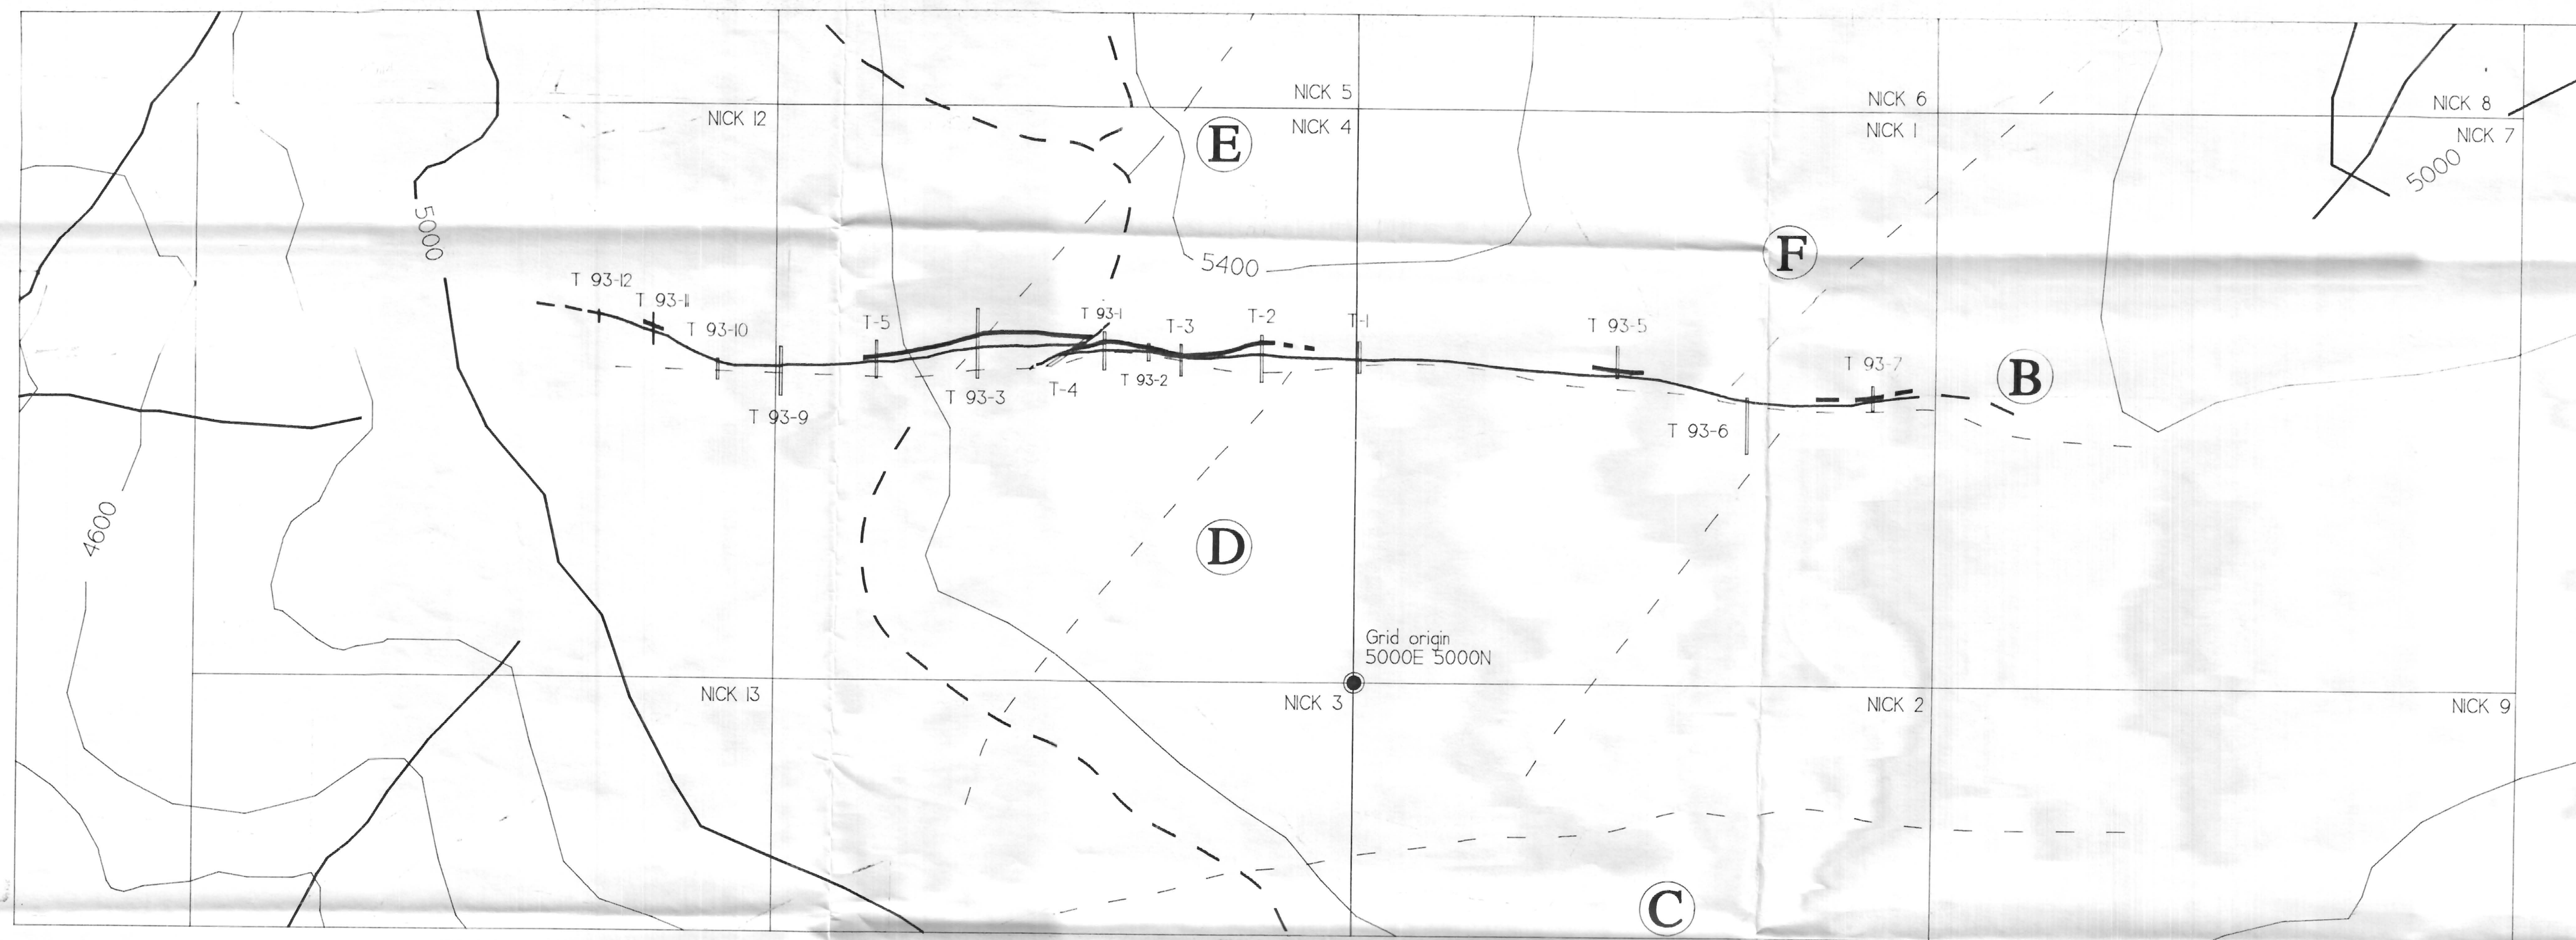 NICK 5
NICK 6
NICK 8
NICK 12
NICK 4
NICK 1
NICK 7
E
5000
5000
F
5400
T 93-12
T 93-11
T 93-10
T-5
T 93-1
T-3
T-2
T-1
T 93-5
T 93-7
B
T 93-9
T 93-3
T-4
T 93-2
T 93-6
4600
D
Grid origin
5000E 5000N
NICK 13
NICK 3
NICK 2
NICK 9
C